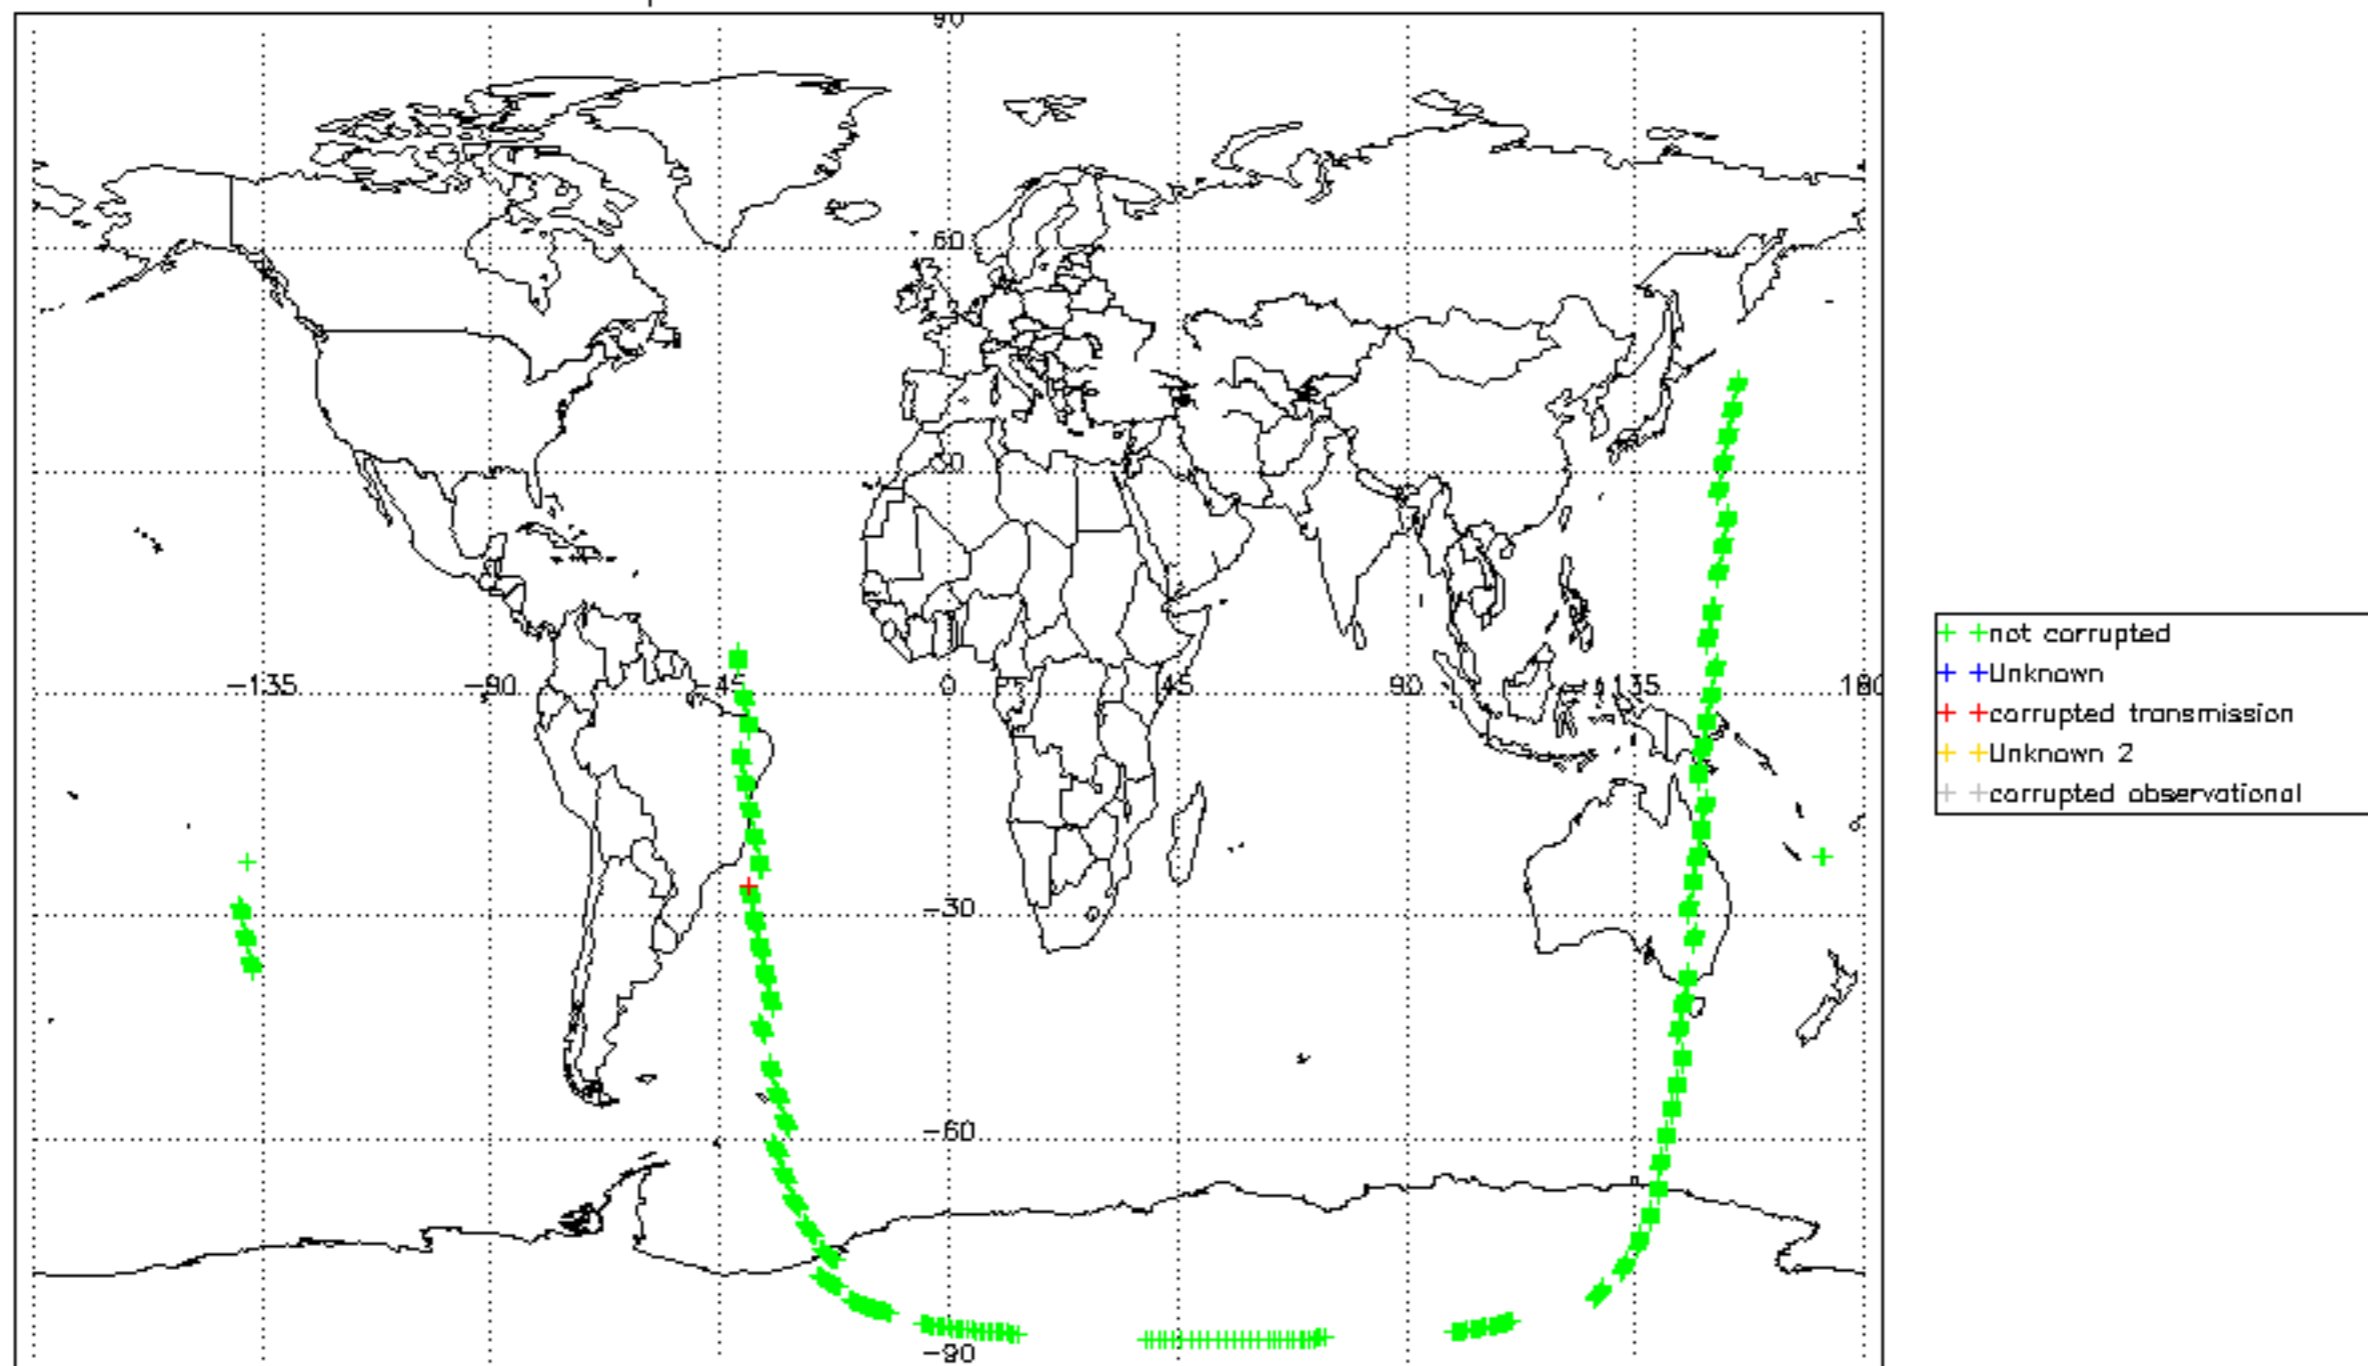 90
60
30
-135 -90 -45 0 45 90 135 180
-30
-60
-90
not corrupted
Unknown
corrupted transmission
Unknown 2
corrupted observational